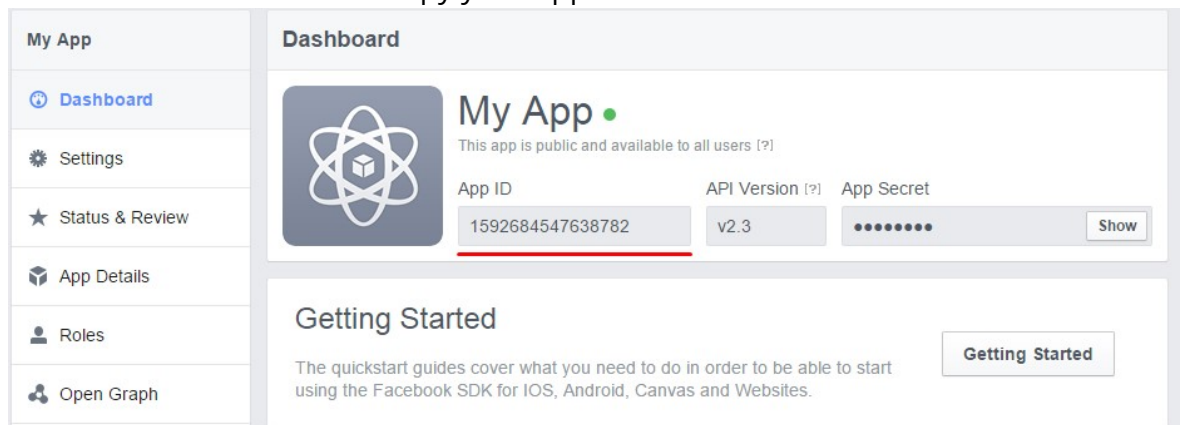 My App
Dashboard
Settings
Status & Review
App Details
Roles
Open Graph
Dashboard
My App
This app is public and available to all users [?]
App ID
API Version [?]
App Secret
1592684547638782
v2.3
••••••••
Show
Getting Started
The quickstart guides cover what you need to do in order to be able to start
using the Facebook SDK for IOS, Android, Canvas and Websites.
Getting Started